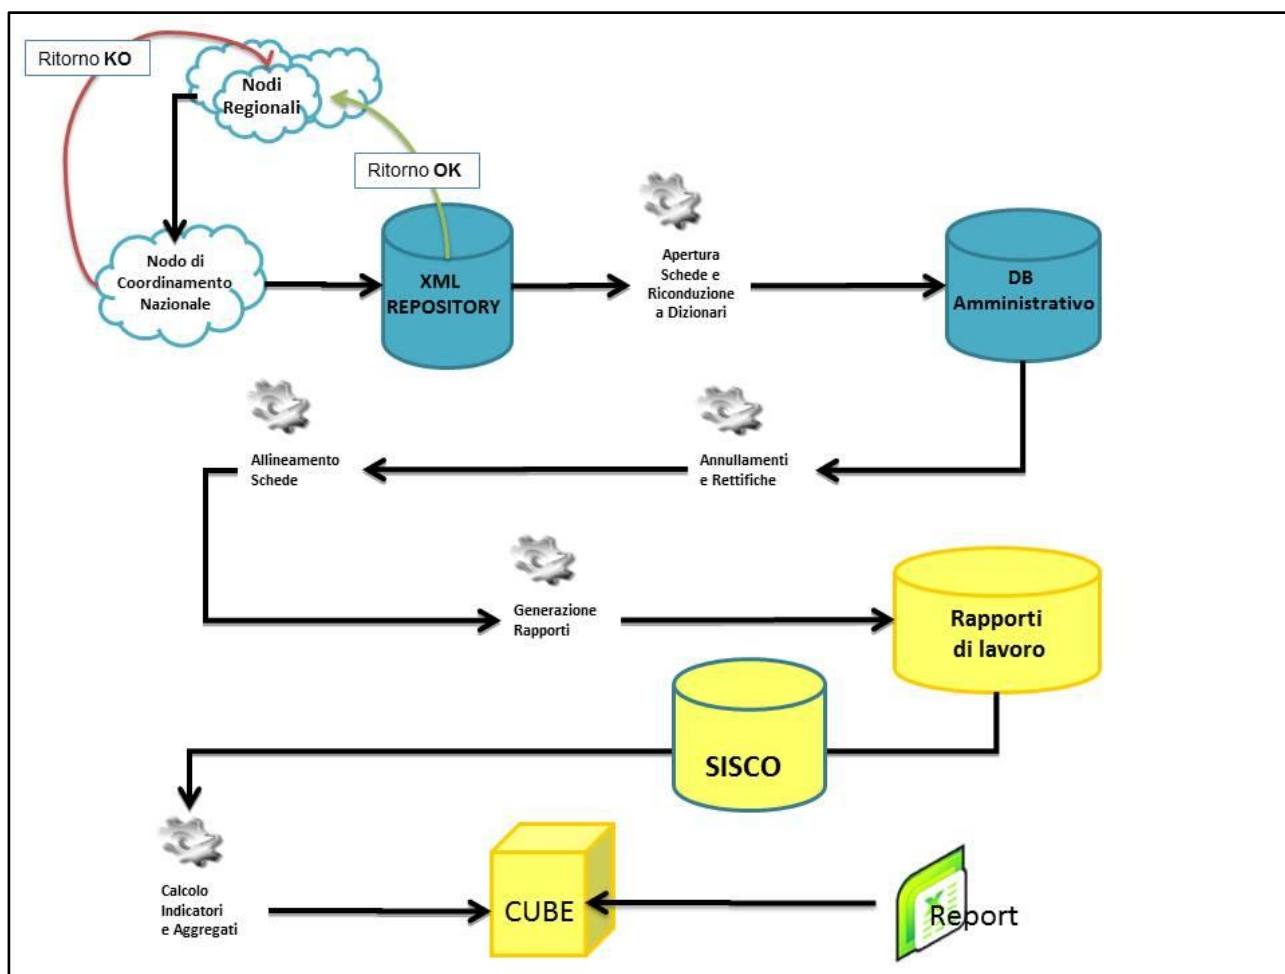 Ritorno KO
Nodi
Regionali
Ritorno OK
Nodo di
Coordinamento
Nazionale
XML
REPOSITORY
Apertura
Schede e
Riconduzione
a Dizionari
DB
Amministrativo
Allineamento
Schede
Annullamenti
e Rettifiche
Generazione
Rapporti
Rapporti
di lavoro
SISCO
Calcolo
Indicatori
e Aggregati
CUBE
Report